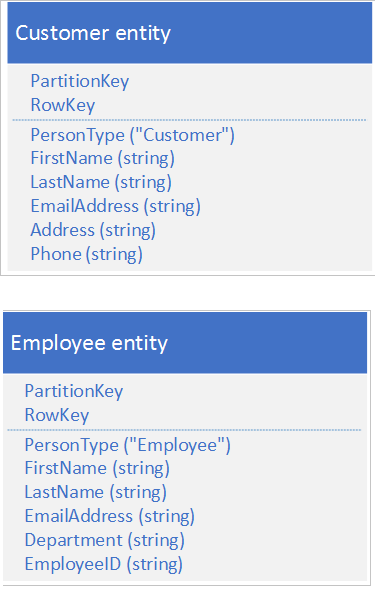 Customer entity
PartitionKey
RowKey
PersonType ("Customer")
FirstName (string)
LastName (string)
EmailAddress (string)
Address (string)
Phone (string)
Employee entity
PartitionKey
RowKey
PersonType ("Employee")
FirstName (string)
LastName (string)
EmailAddress (string)
Department (string)
EmployeeID (string)